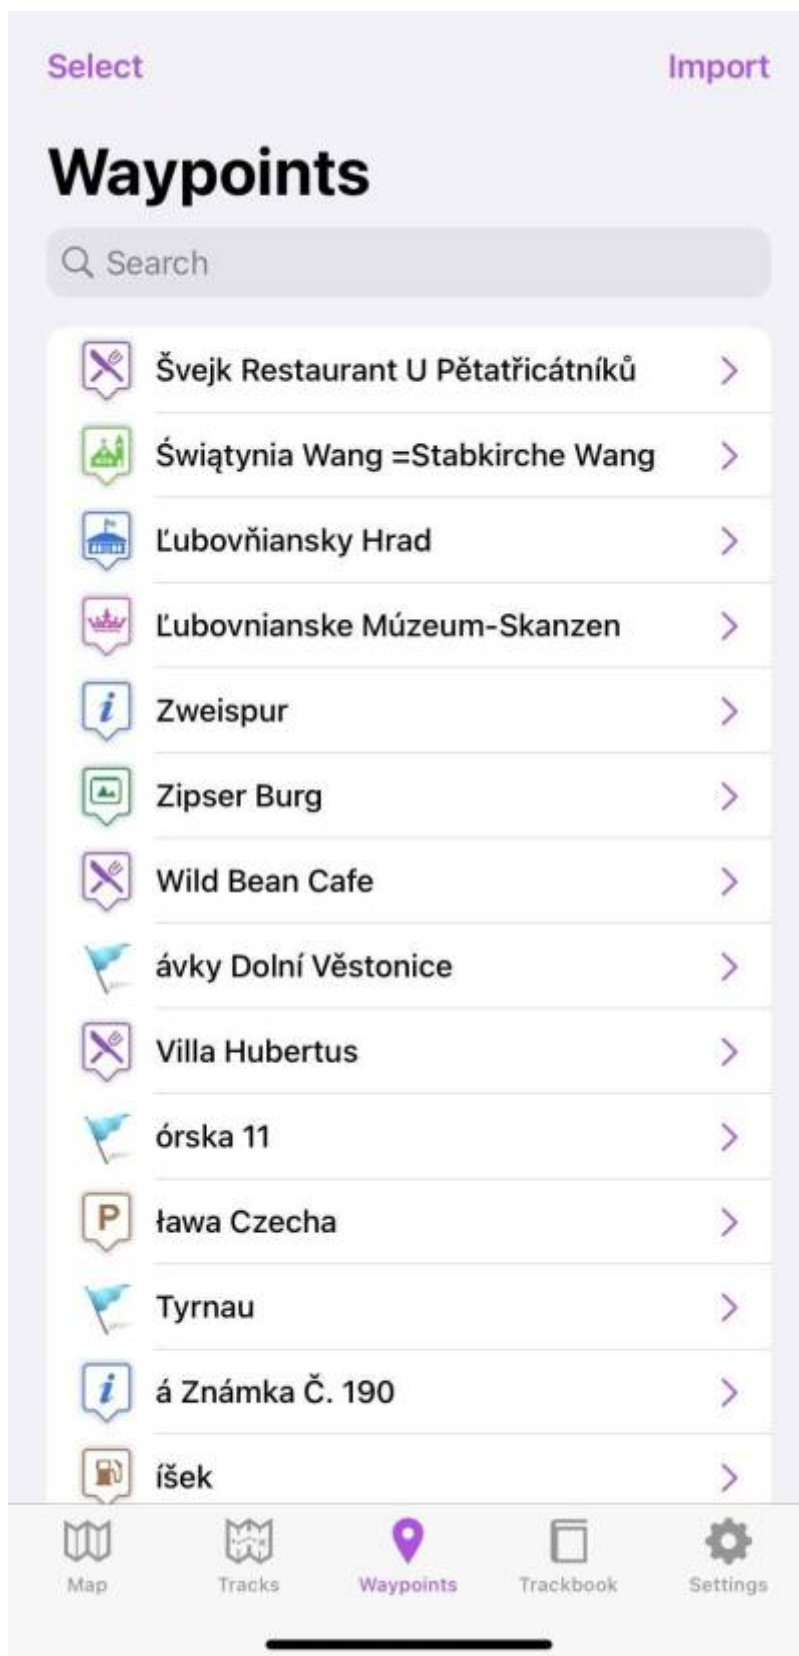 Select
Import
Waypoints
Search
Švejk Restaurant U Pětatřicátníků
Świątynia Wang =Stabkirche Wang
Ľubovňiansky Hrad
Ľubovnianske Múzeum-Skanzen
Zweispur
Zipser Burg
Wild Bean Cafe
ávky Dolní Věstonice
Villa Hubertus
órska 11
P
ława Czecha
Tyrnau
á Známka Č. 190
íšek
Map
Tracks
Waypoints
Trackbook
Settings